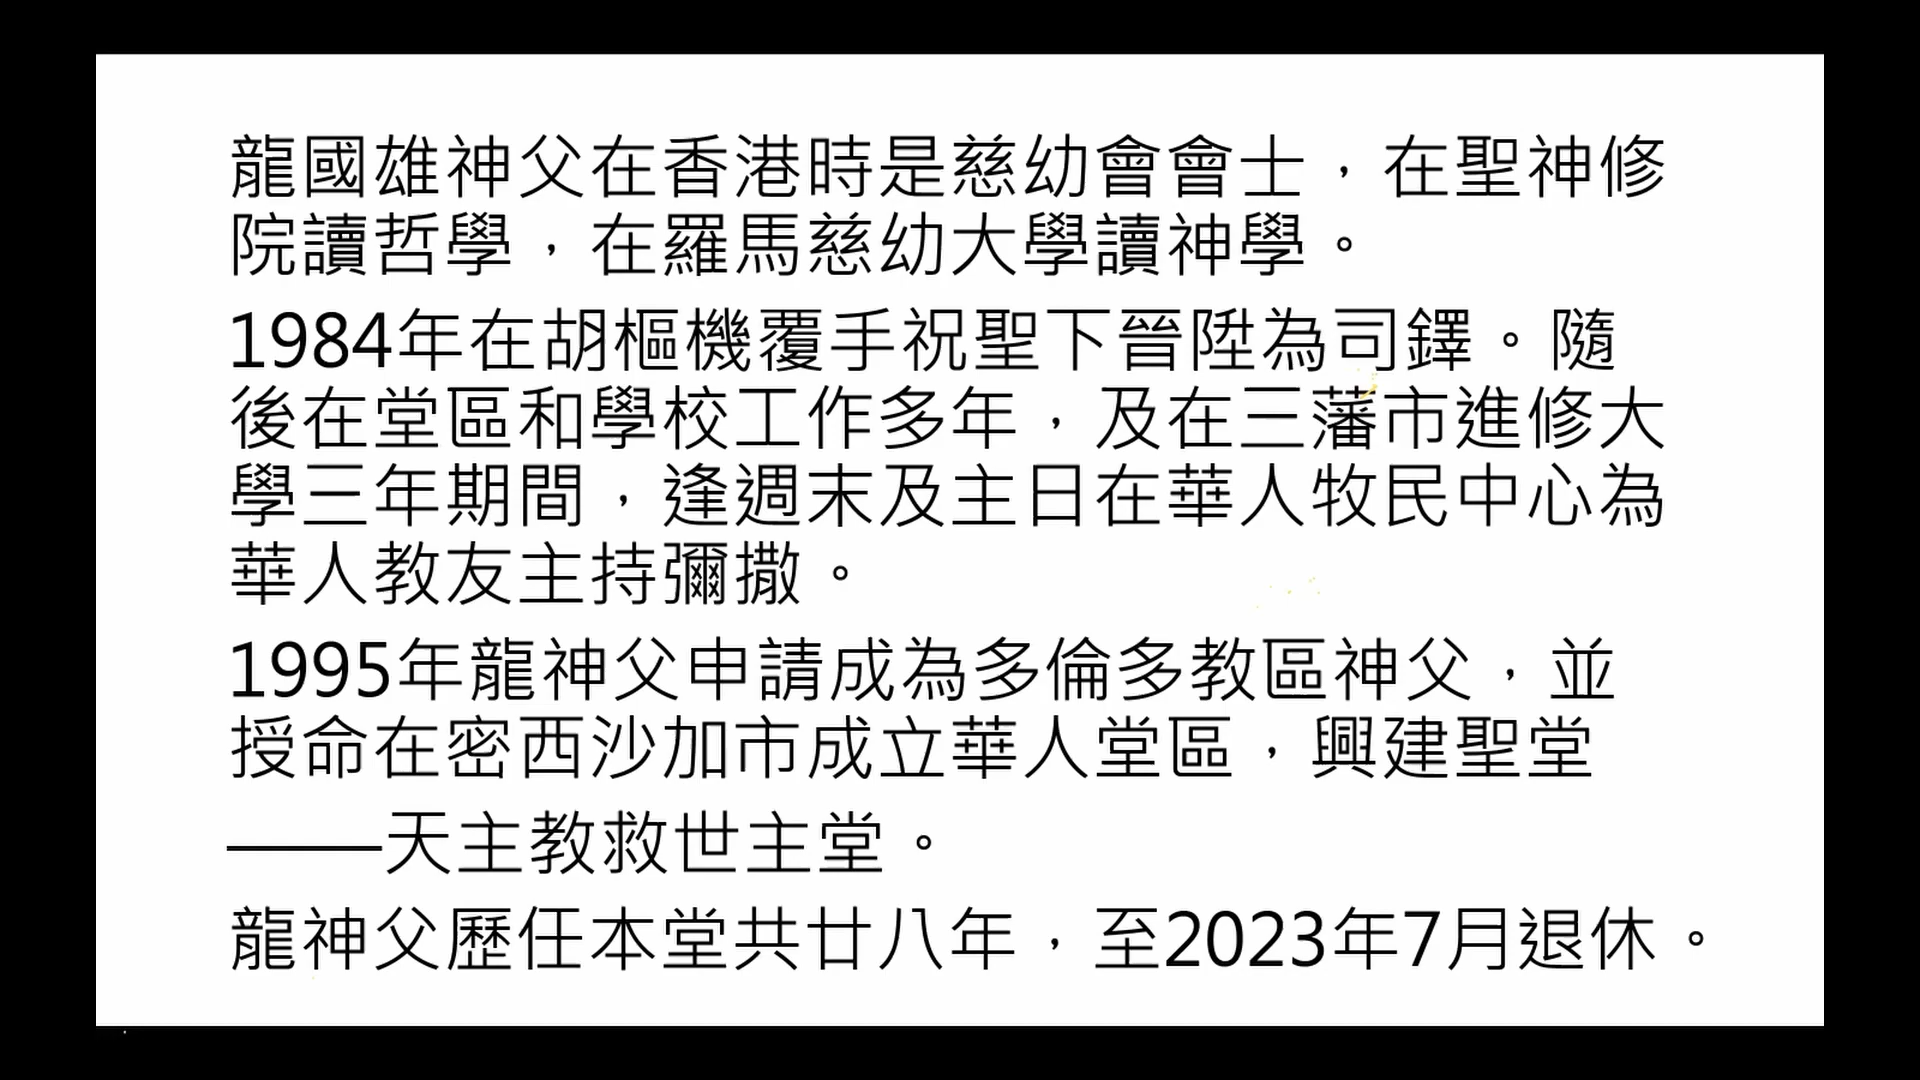 龍國雄神父在香港時是慈幼會會士，在聖神修
院讀哲學，在羅馬慈幼大學讀神學。
1984年在胡樞機覆手祝聖下晉陞為司鐸。隨
後在堂區和學校工作多年，及在三藩市進修大
學三年期間，逢週末及主日在華人牧民中心為
華人教友主持彌撒。
1995年龍神父申請成為多倫多教區神父，並
授命在密西沙加市成立華人堂區，興建聖堂
——天主教救世主堂。
龍神父歷任本堂共廿八年，至2023年7月退休。